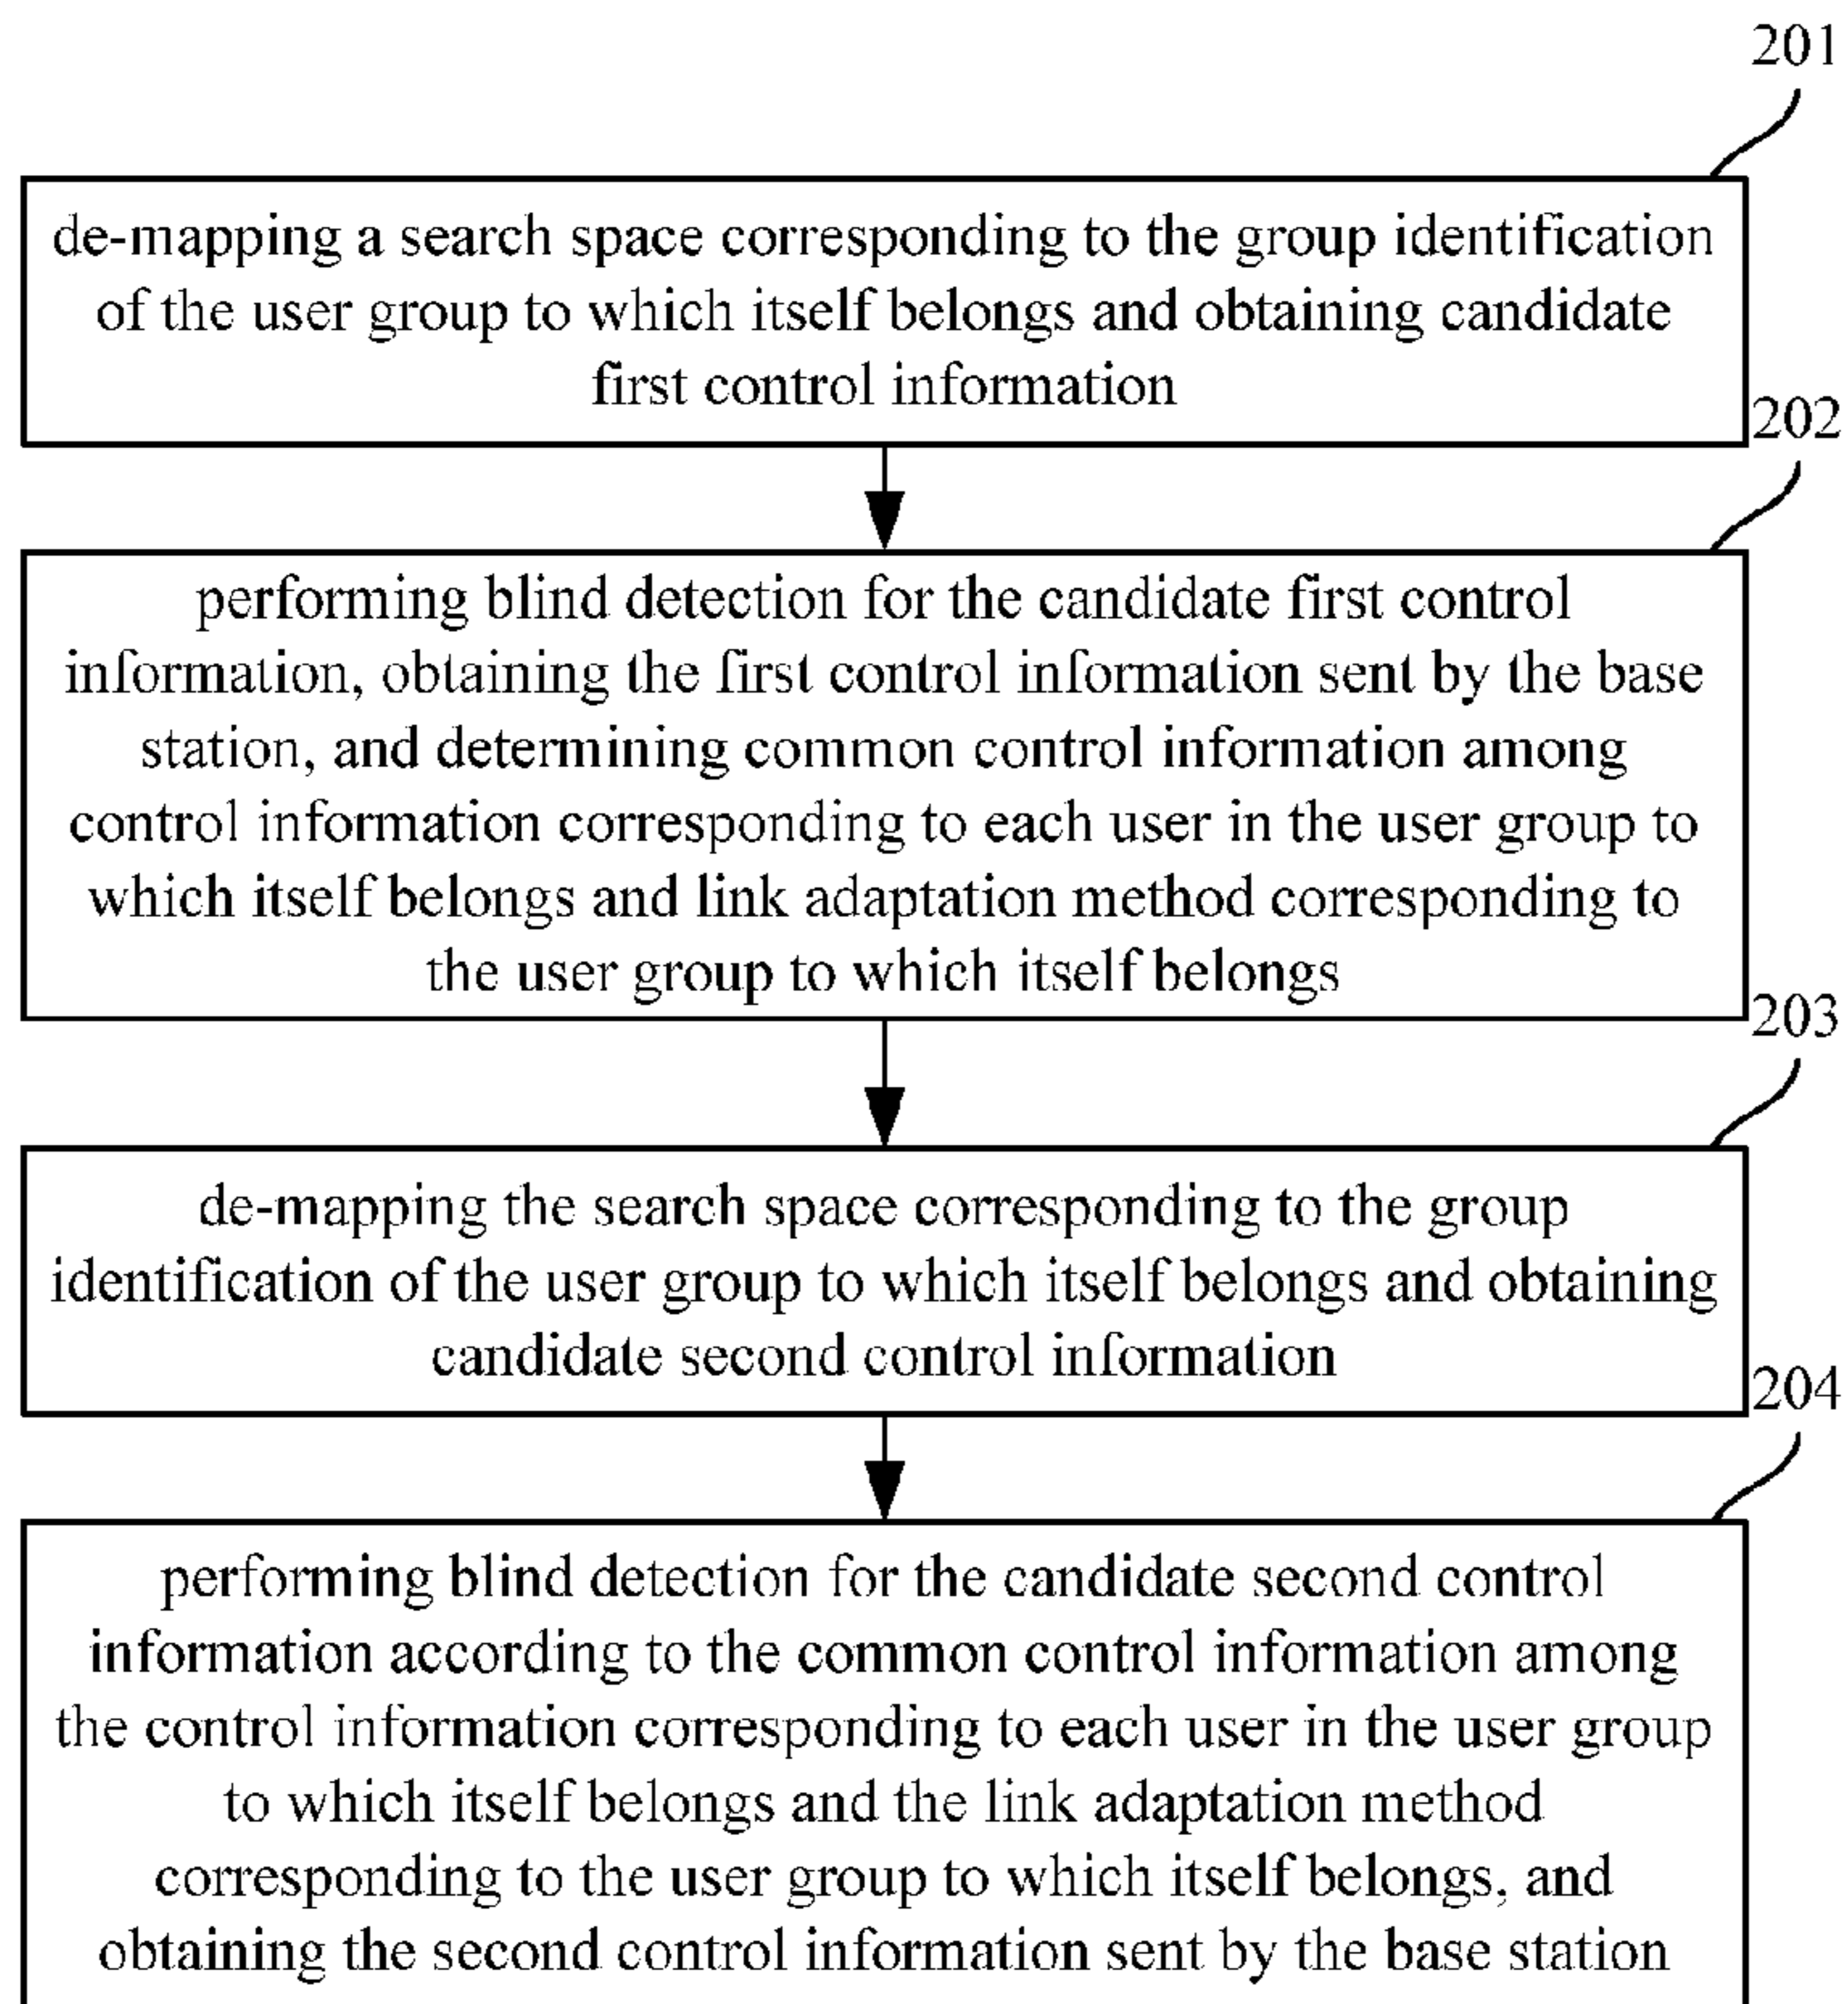 201
de-mapping a search space corresponding to the group identification
of the user group to which itself belongs and obtaining candidate
first control information
202
performing blind detection for the candidate first control
information, obtaining the first control information sent by the base
station, and determining common control information among
control information corresponding to each user in the user group to
which itself belongs and link adaptation method corresponding to
the user group to which itself belongs
203
de-mapping the search space corresponding to the group
identification of the user group to which itself belongs and obtaining
candidate second control information
204
performing blind detection for the candidate second control
information according to the common control information among
the control information corresponding to each user in the user group
to which itself belongs and the link adaptation method
corresponding to the user group to which itself belongs, and
obtaining the second control information sent by the base station